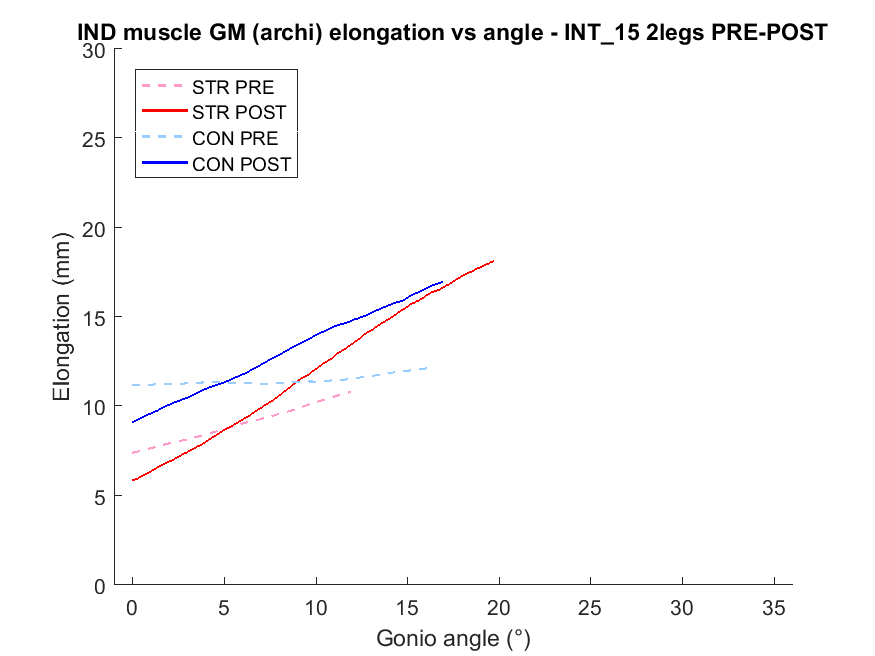 IND muscle GM (archi) elongation vs angle - INT_15 2legs PRE-POST
30
25
20
15
10
5
0
Elongation (mm)
STR PRE
STR POST
CON PRE
CON POST
0 5 10 15 20 25 30 35
Gonio angle (°)